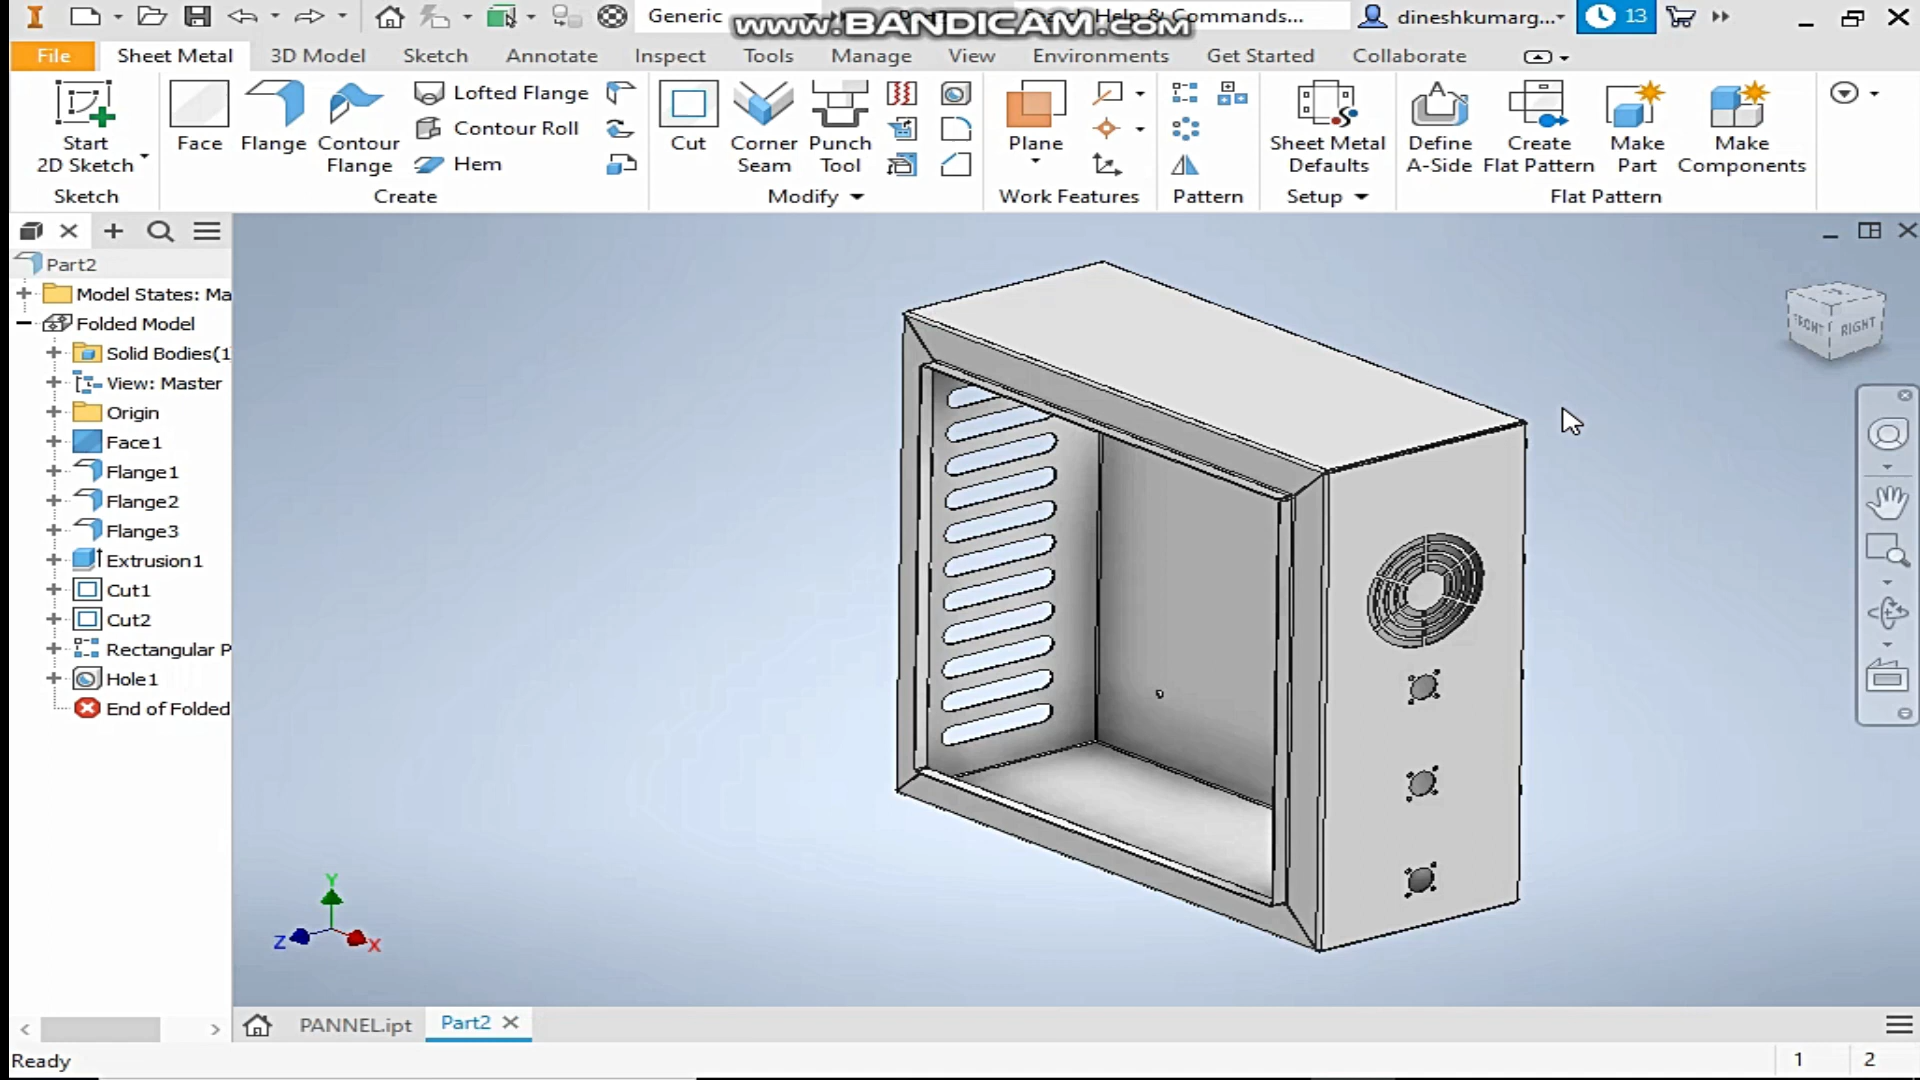 Generic
www.BANDICAM.com
Search Help & Commands...
dineshkumarg...
13
File
Sheet Metal
3D Model
Sketch
Annotate
Inspect
Tools
Manage
View
Environments
Get Started
Collaborate
Start
2D Sketch
Face
Flange
Contour
Flange
Lofted Flange
Contour Roll
Hem
Cut
Corner
Seam
Punch
Tool
Plane
Sheet Metal
Defaults
Define
A-Side
Create
Flat Pattern
Make
Part
Make
Components
Sketch
Create
Modify
Work Features
Pattern
Setup
Flat Pattern
Part2
Model States: Ma
Folded Model
Solid Bodies(1
View: Master
Origin
Face1
Flange1
Flange2
Flange3
Extrusion1
Cut1
Cut2
Rectangular P
Hole1
End of Folded
FRONT
RIGHT
Y
Z
X
PANNEL.ipt
Part2
Ready
1
2